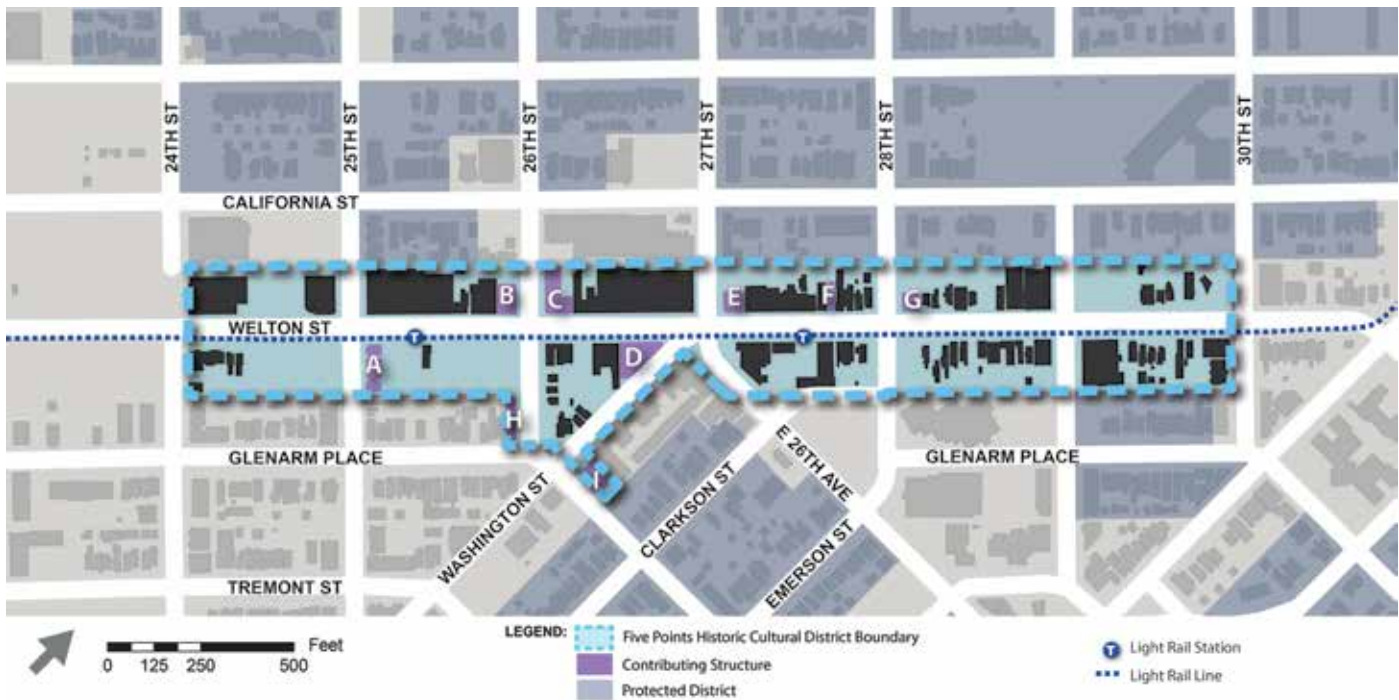 24TH ST
25TH ST
26TH ST
27TH ST
28TH ST
30TH ST
CALIFORNIA ST
B
C
E
F
G
WELTON ST
T
T
A
D
H
GLENARM PLACE
GLENARM PLACE
I
E 26TH AVE
CLARKSON ST
WASHINGTON ST
EMERSON ST
TREMONT ST
LEGEND:
Five Points Historic Cultural District Boundary
Contributing Structure
Protected District
T Light Rail Station
Light Rail Line
Feet
0 125 250 500